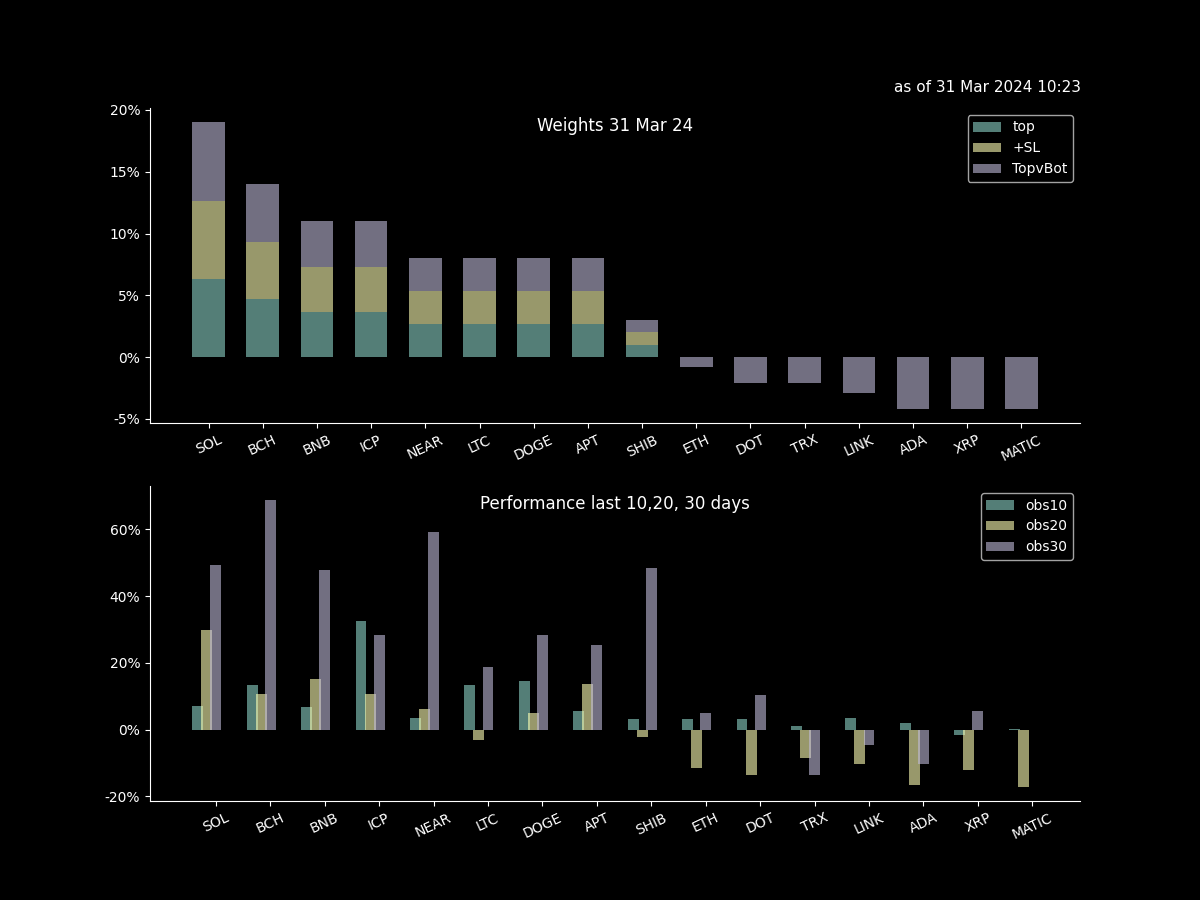 as of 31 Mar 2024 10:23
Weights 31 Mar 24
top
+SL
TopvBot
20%
15%
10%
5%
0%
-5%
SOL BCH BNB ICP NEAR LTC DOGE APT SHIB ETH DOT TRX LINK ADA XRP MATIC
Performance last 10,20, 30 days
obs10
obs20
obs30
60%
40%
20%
0%
-20%
SOL BCH BNB ICP NEAR LTC DOGE APT SHIB ETH DOT TRX LINK ADA XRP MATIC